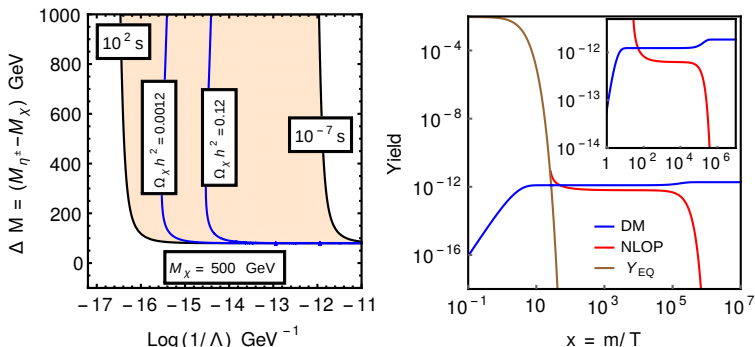 Δ M = (M_η± − M_χ) GeV
1000
800
600
400
200
0
10² s
Ω_χ h² = 0.0012
Ω_χ h² = 0.12
10⁻⁷ s
M_χ = 500 GeV
−17 −16 −15 −14 −13 −12 −11
Log (1/Λ) GeV⁻¹
Yield
10⁻⁴
10⁻⁸
10⁻¹²
10⁻¹⁶
10⁻¹²
10⁻¹³
10⁻¹⁴
1 10² 10⁴ 10⁶
DM
NLOP
Y_EQ
10⁻¹ 10 10³ 10⁵ 10⁷
x = m/T